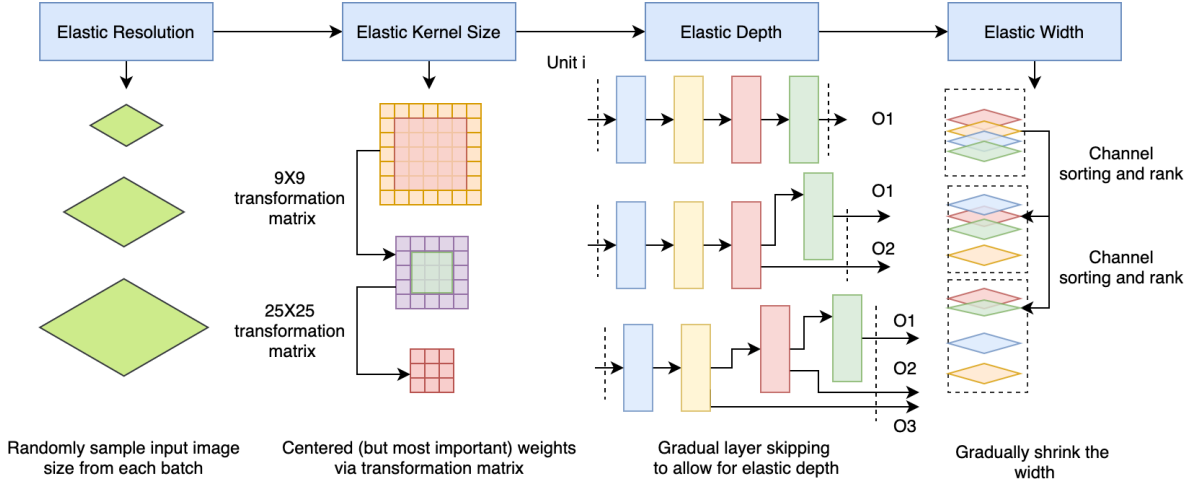 Elastic Resolution
Elastic Kernel Size
Elastic Depth
Elastic Width
Unit i
O1
9X9
transformation
matrix
25X25
transformation
matrix
O1
O2
O1
O2
O3
Channel
sorting and rank
Channel
sorting and rank
Randomly sample input image
size from each batch
Centered (but most important) weights
via transformation matrix
Gradual layer skipping
to allow for elastic depth
Gradually shrink the
width